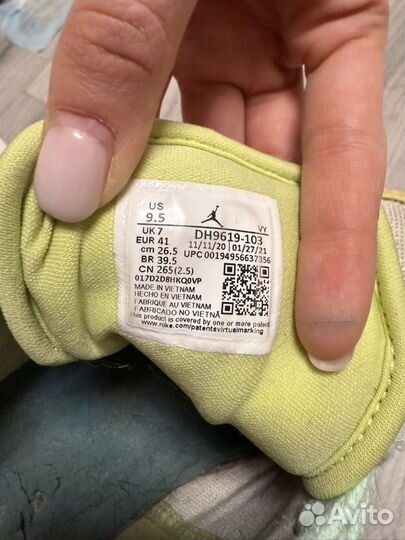 US
9.5
VY
UK 7 DH9619-103
EUR 41 11/11/20 01/27/21
cm 26.5 UPC 00194956637356
BR 39.5
CN 265(2.5)
017D2D8HKQ0VP
MADE IN VIETNAM
HECHO EN VIETNAM
FABRIQUE AU VIETNAM
FABRICADO NO VIETNÃ
This product is covered by one or more patents
www.nike.com/patentsvirtualmarking
Avito